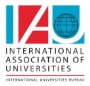 IAU
INTERNATIONAL
ASSOCIATION OF
UNIVERSITIES
INTERNATIONAL UNIVERSITIES BUREAU